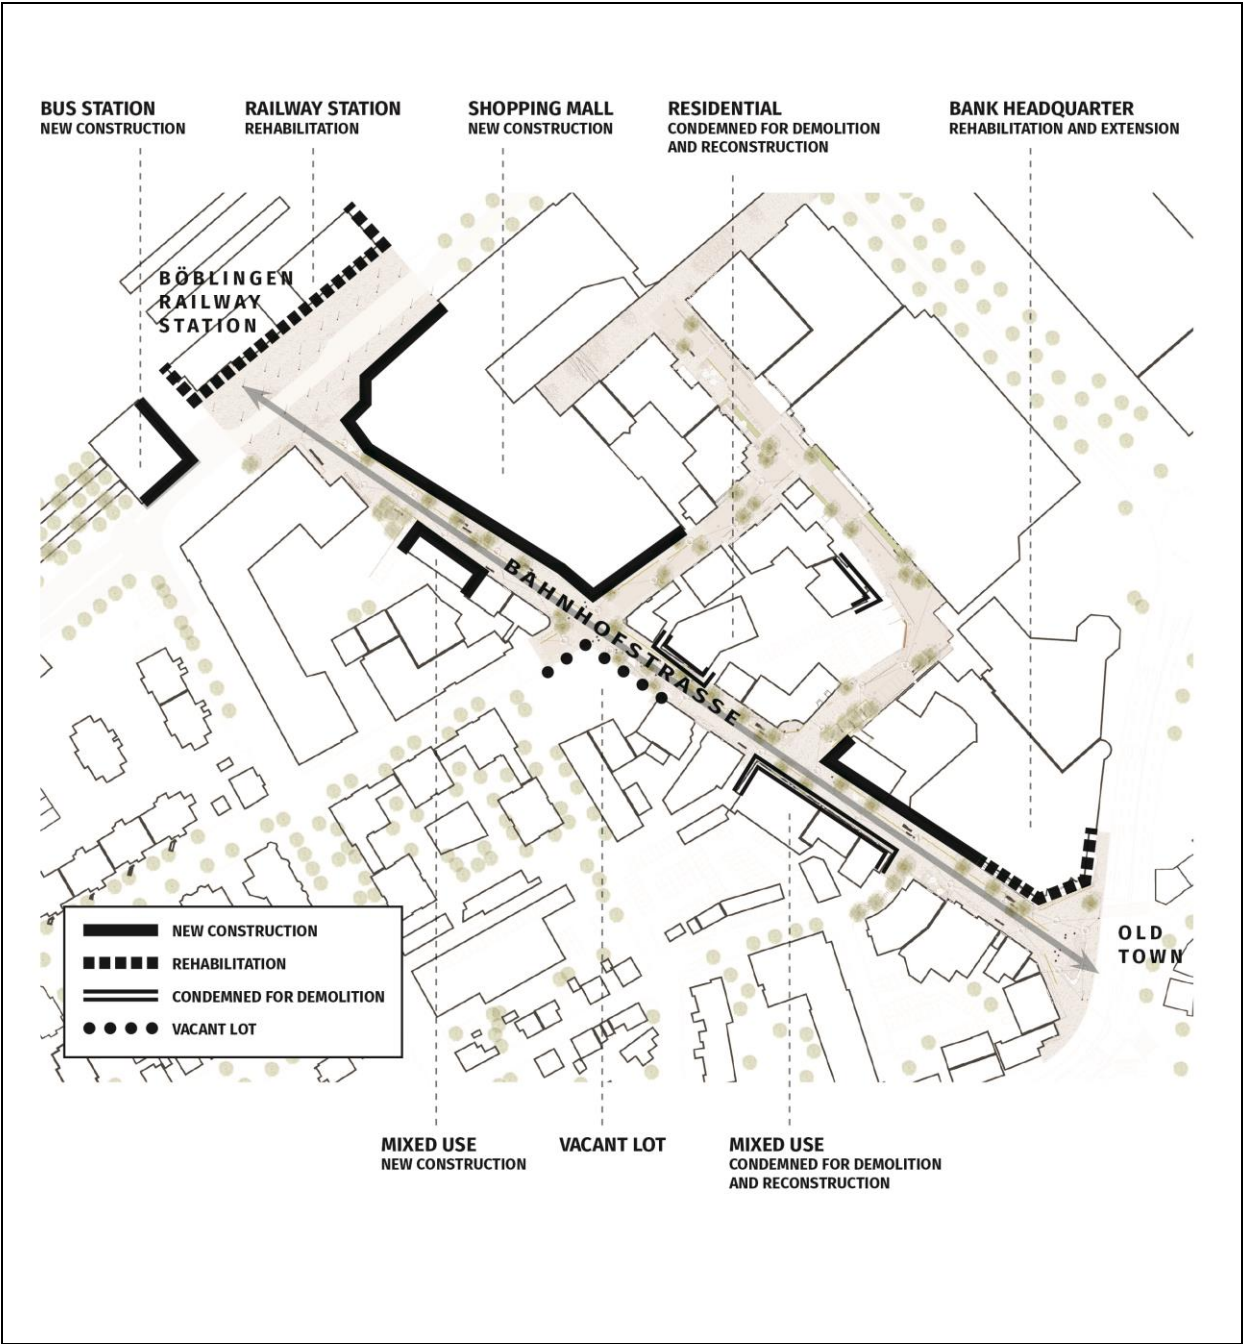 BUS STATION
NEW CONSTRUCTION
RAILWAY STATION
REHABILITATION
SHOPPING MALL
NEW CONSTRUCTION
RESIDENTIAL
CONDEMNED FOR DEMOLITION
AND RECONSTRUCTION
BANK HEADQUARTER
REHABILITATION AND EXTENSION
BÖBLINGEN
RAILWAY
STATION
BAHNHOFSTRASSE
OLD
TOWN
NEW CONSTRUCTION
REHABILITATION
CONDEMNED FOR DEMOLITION
VACANT LOT
MIXED USE
NEW CONSTRUCTION
VACANT LOT
MIXED USE
CONDEMNED FOR DEMOLITION
AND RECONSTRUCTION